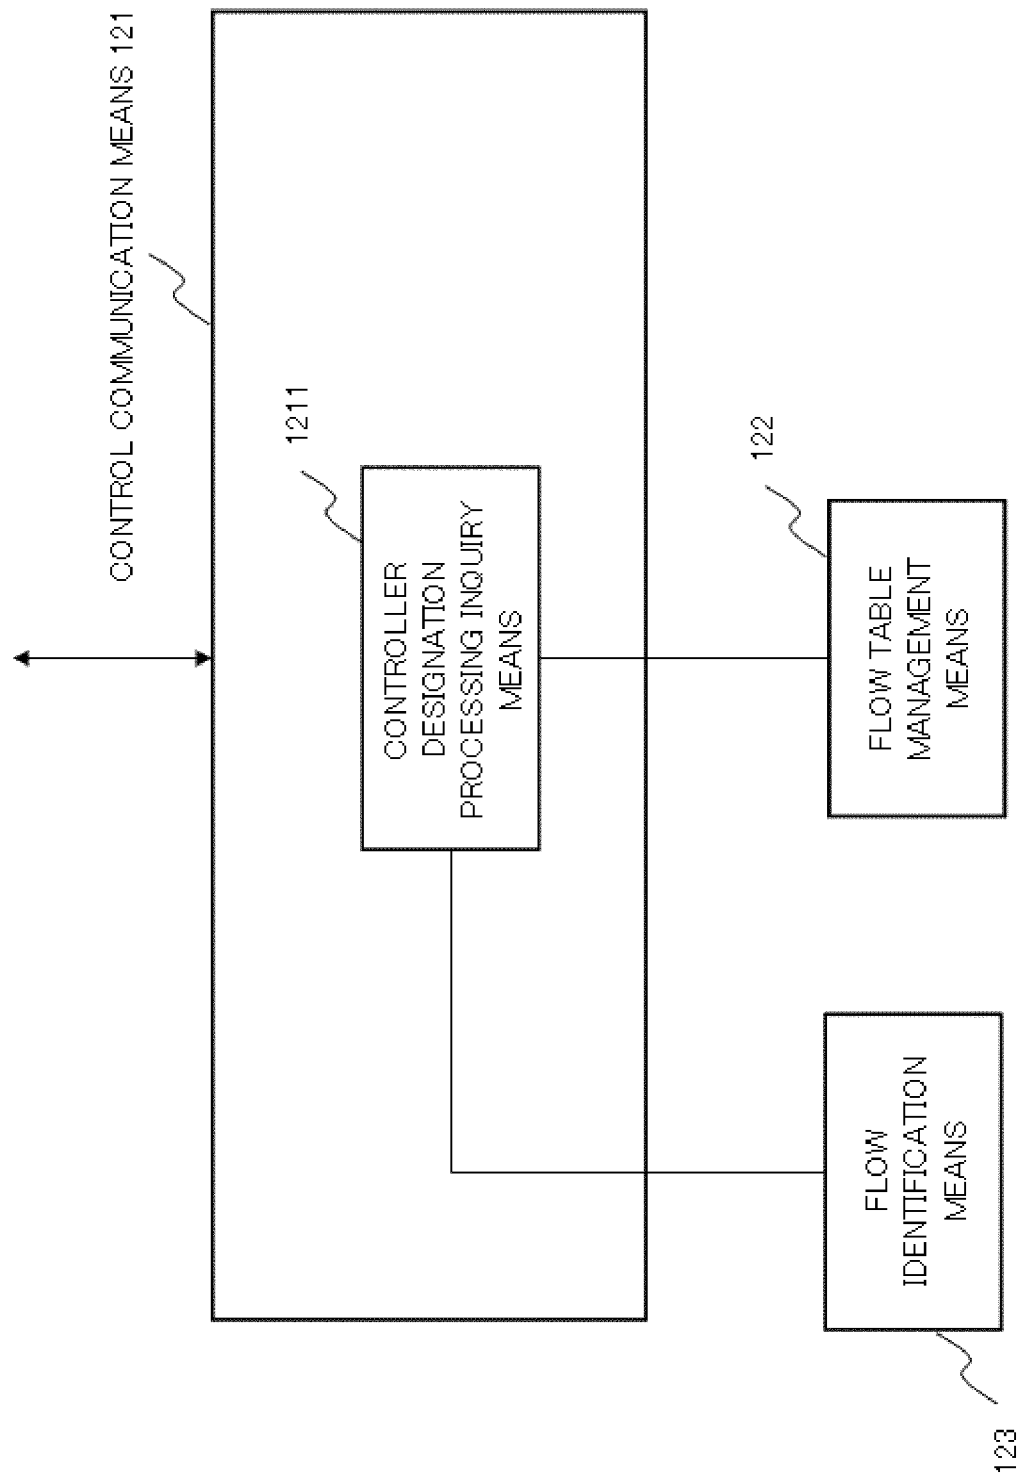 CONTROL COMMUNICATION MEANS 121
1211
CONTROLLER
DESIGNATION
PROCESSING INQUIRY
MEANS
122
FLOW TABLE
MANAGEMENT
MEANS
FLOW
IDENTIFICATION
MEANS
123